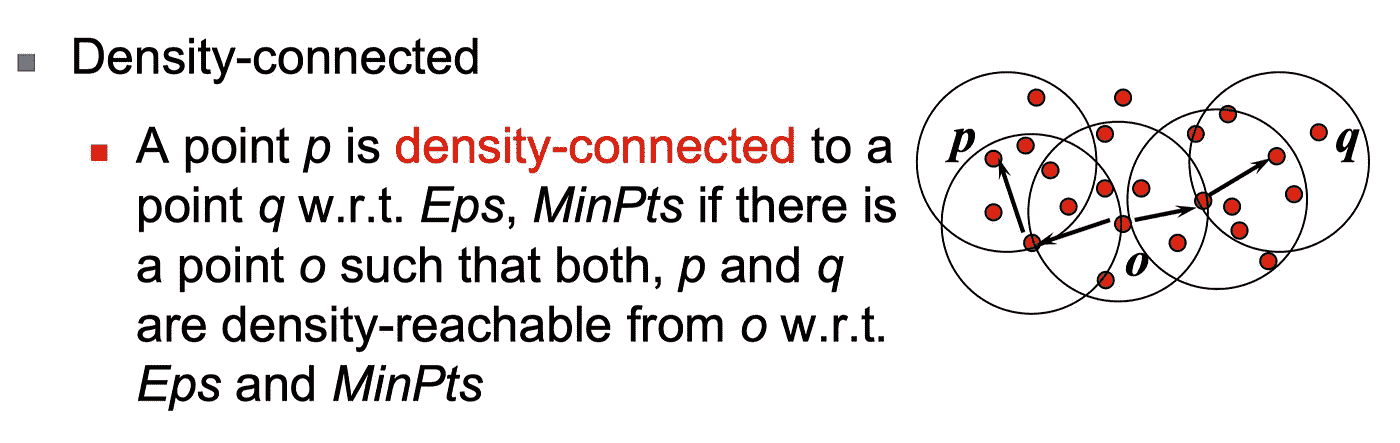 Density-connected
A point p is density-connected to a
point q w.r.t. Eps, MinPts if there is
a point o such that both, p and q
are density-reachable from o w.r.t.
Eps and MinPts
p
q
o